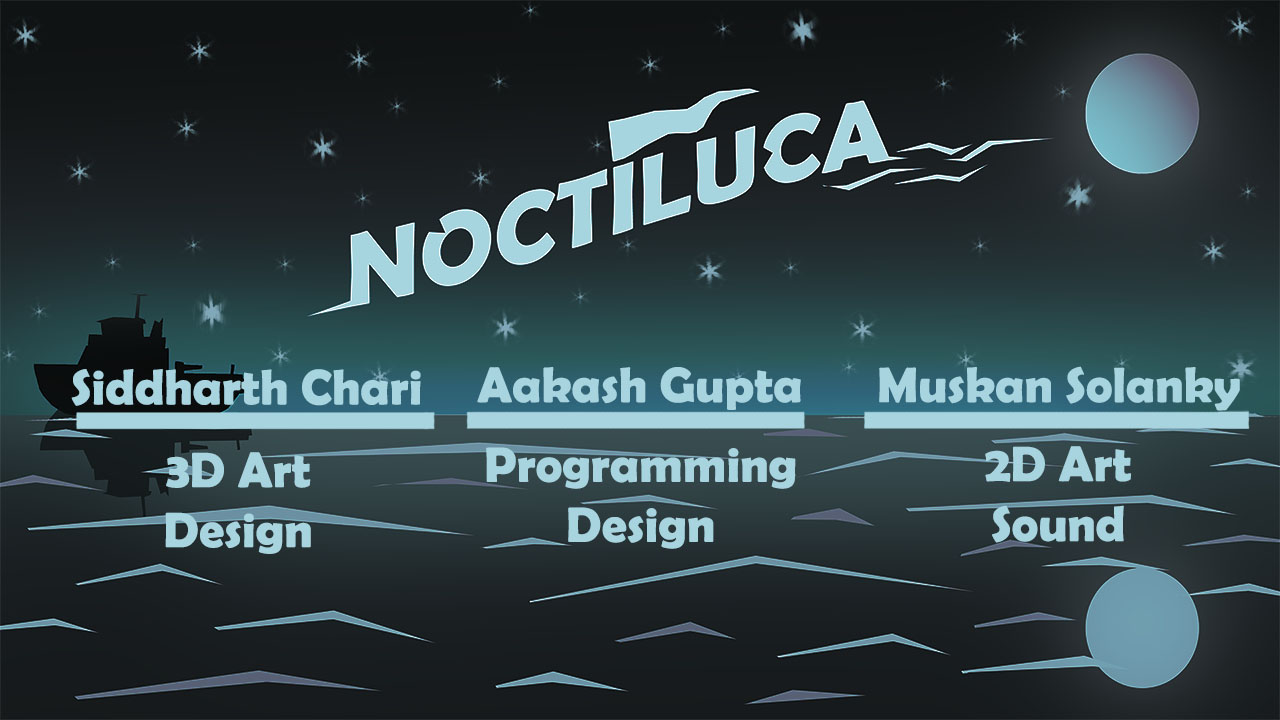 NOCTILUCA
Siddharth Chari
3D Art
Design
Aakash Gupta
Programming
Design
Muskan Solanky
2D Art
Sound